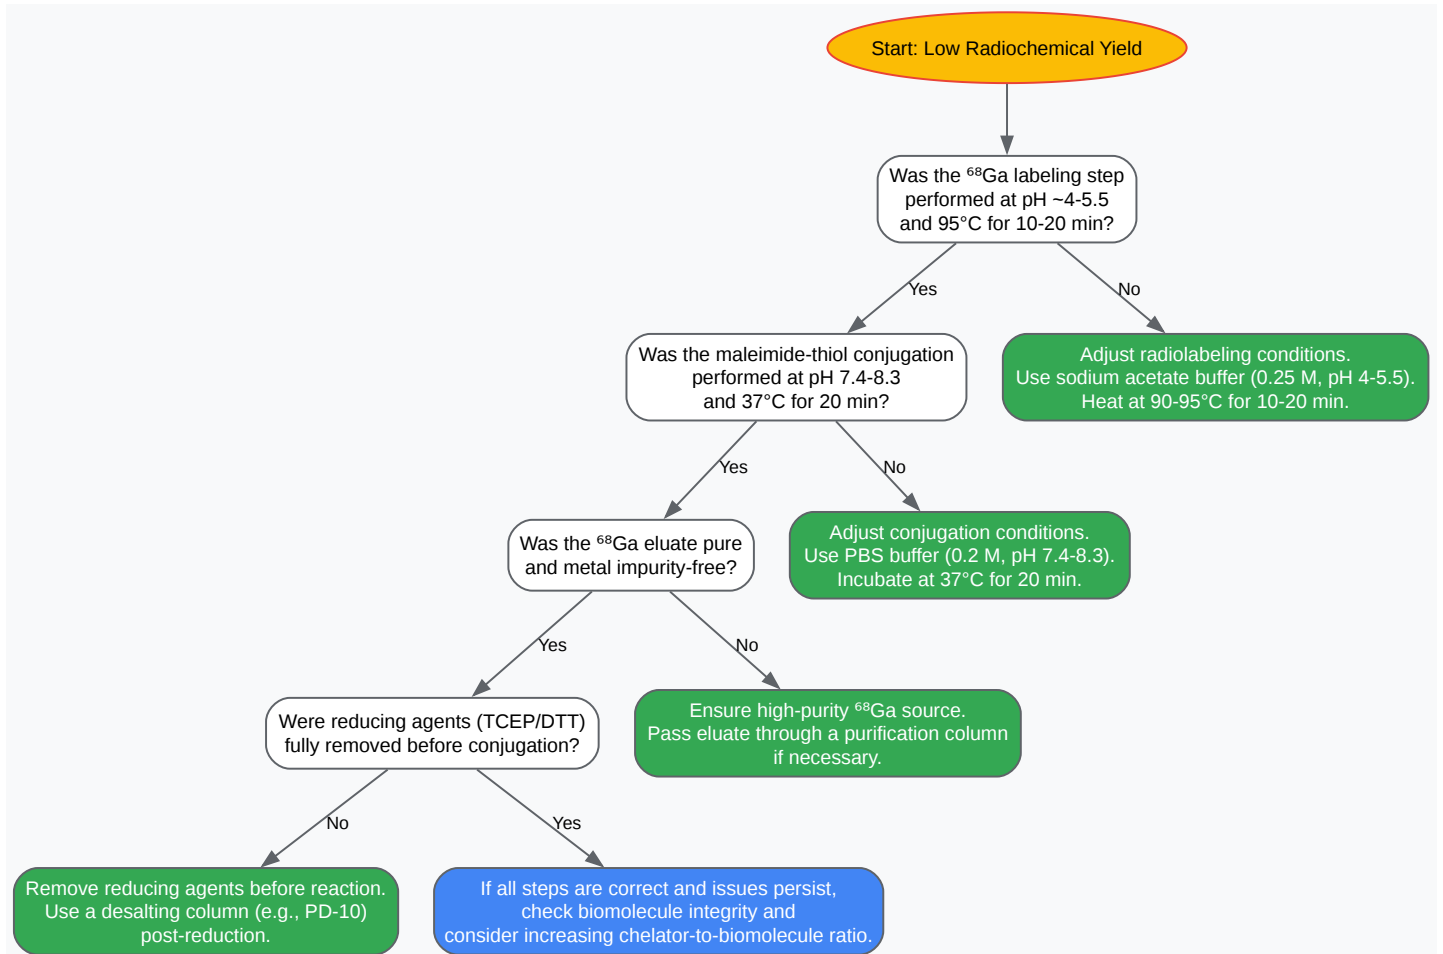 Start: Low Radiochemical Yield
Was the ⁶⁸Ga labeling step
performed at pH ~4-5.5
and 95°C for 10-20 min?
Yes
No
Was the maleimide-thiol conjugation
performed at pH 7.4-8.3
and 37°C for 20 min?
Adjust radiolabeling conditions.
Use sodium acetate buffer (0.25 M, pH 4-5.5).
Heat at 90-95°C for 10-20 min.
Yes
No
Was the ⁶⁸Ga eluate pure
and metal impurity-free?
Adjust conjugation conditions.
Use PBS buffer (0.2 M, pH 7.4-8.3).
Incubate at 37°C for 20 min.
Yes
No
Were reducing agents (TCEP/DTT)
fully removed before conjugation?
Ensure high-purity ⁶⁸Ga source.
Pass eluate through a purification column
if necessary.
No
Yes
Remove reducing agents before reaction.
Use a desalting column (e.g., PD-10)
post-reduction.
If all steps are correct and issues persist,
check biomolecule integrity and
consider increasing chelator-to-biomolecule ratio.